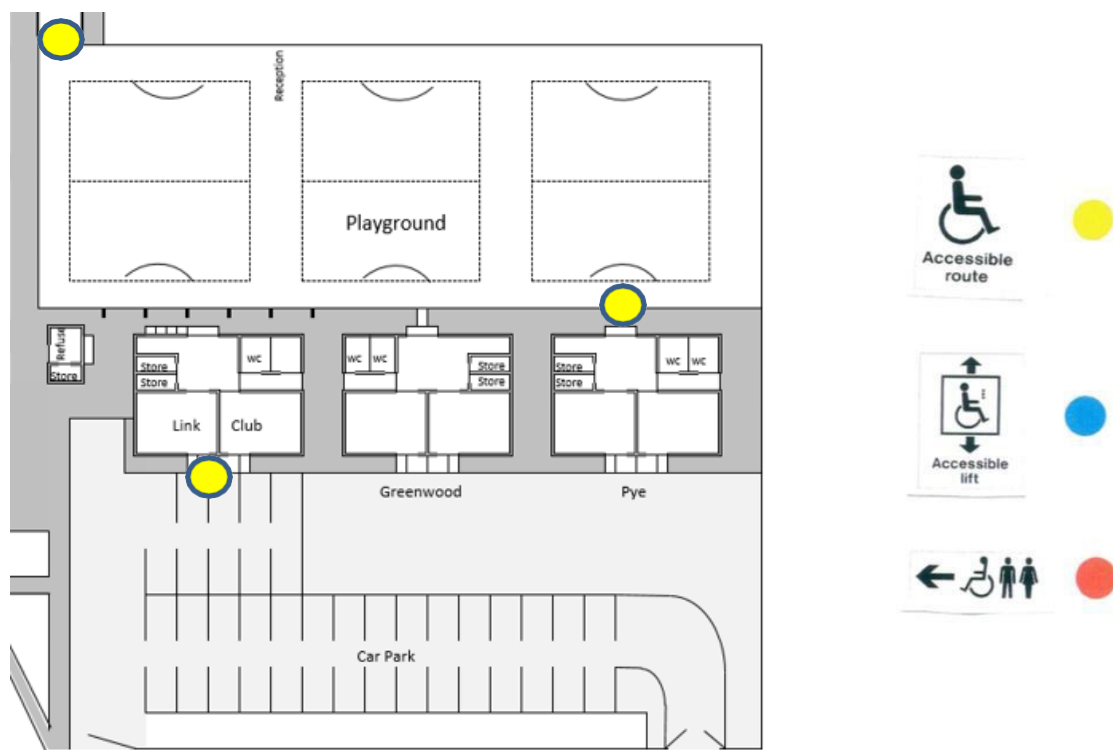 Reception
Playground
Accessible
route
Refuse
Store
Store
Store
wc
wc
wc
Store
Store
Store
Store
wc
wc
Link
Club
Greenwood
Pye
Accessible
lift
Car Park